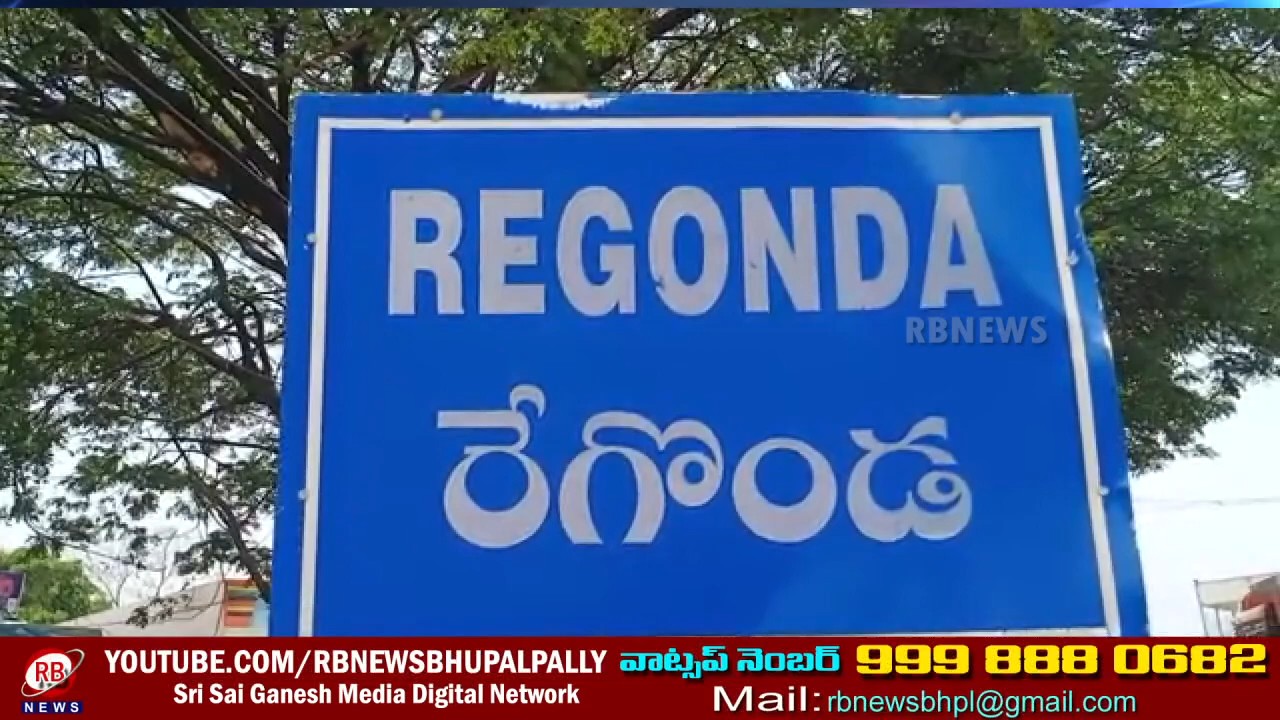 REGONDA
RBNEWS
రేగొండ
RB
NEWS
YOUTUBE.COM/RBNEWSBHUPALPALLY వాట్సప్ నెంబర్ 999 888 0682
Sri Sai Ganesh Media Digital Network
Mail: rbnewsbhpl@gmail.com